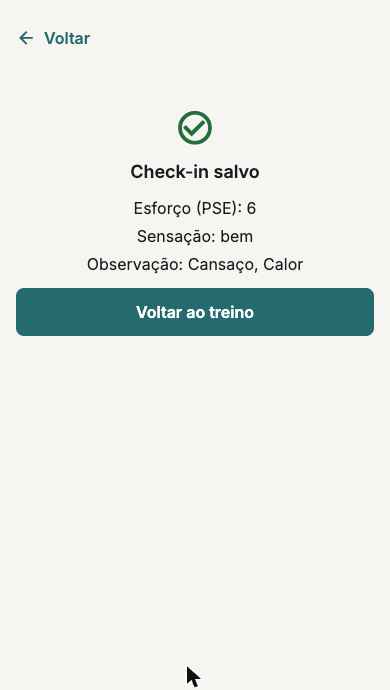 Voltar
Check-in salvo
Esforço (PSE): 6
Sensação: bem
Observação: Cansaço, Calor
Voltar ao treino